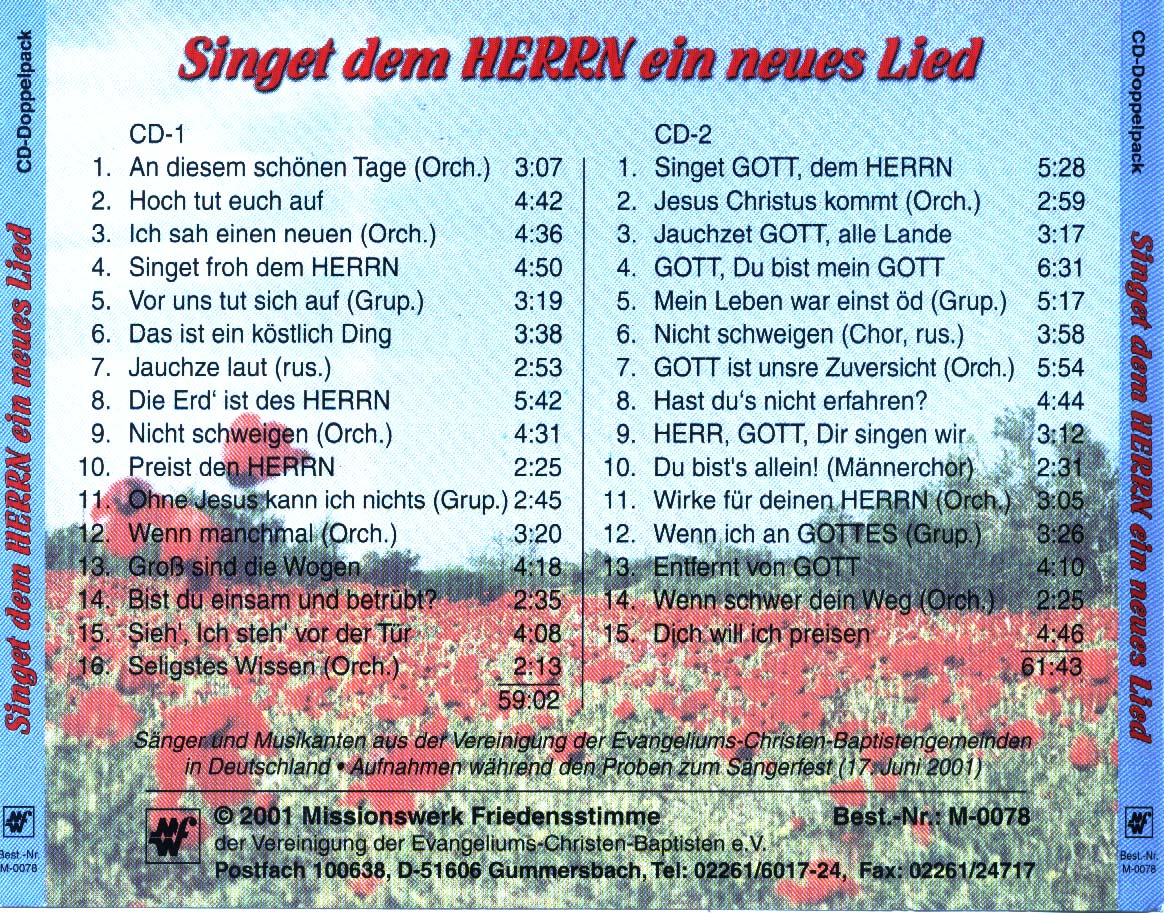 Singet dem HERRN ein neues Lied
CD-1
1. An diesem schönen Tage (Orch.) 3:07
2. Hoch tut euch auf 4:42
3. Ich sah einen neuen (Orch.) 4:36
4. Singet froh dem HERRN 4:50
5. Vor uns tut sich auf (Grup.) 3:19
6. Das ist ein köstlich Ding 3:38
7. Jauchze laut (rus.) 2:53
8. Die Erd' ist des HERRN 5:42
9. Nicht schweigen (Orch.) 4:31
10. Preist den HERRN 2:25
11. Ohne Jesus kann ich nichts (Grup.) 2:45
12. Wenn manchmal (Orch.) 3:20
13. Groß sind die Wogen 4:18
14. Bist du einsam und betrübt? 2:35
15. Sieh', Ich steh' vor der Tür 4:08
16. Seligstes Wissen (Orch.) 2:13
59:02
CD-2
1. Singet GOTT, dem HERRN 5:28
2. Jesus Christus kommt (Orch.) 2:59
3. Jauchzet GOTT, alle Lande 3:17
4. GOTT, Du bist mein GOTT 6:31
5. Mein Leben war einst öd (Grup.) 5:17
6. Nicht schweigen (Chor, rus.) 3:58
7. GOTT ist unsre Zuversicht (Orch.) 5:54
8. Hast du's nicht erfahren? 4:44
9. HERR, GOTT, Dir singen wir 3:12
10. Du bist's allein! (Männerchor) 2:31
11. Wirke für deinen HERRN (Orch.) 3:05
12. Wenn ich an GOTTES (Grup.) 3:26
13. Entfernt von GOTT 4:10
14. Wenn schwer dein Weg (Orch.) 2:25
15. Dich will ich preisen 4:46
61:43
Sänger und Musikanten aus der Vereinigung der Evangeliums-Christen-Baptistengemeinden
in Deutschland • Aufnahmen während den Proben zum Sängerfest (17. Juni 2001)
MFW
© 2001 Missionswerk Friedensstimme Best.-Nr.: M-0078
der Vereinigung der Evangeliums-Christen-Baptisten e.V.
Postfach 100638, D-51606 Gummersbach, Tel: 02261/6017-24, Fax: 02261/24717
CD-Doppelpack
Singet dem HERRN ein neues Lied
MFW
Best.-Nr.
M-0078
CD-Doppelpack
Singet dem HERRN ein neues Lied
MFW
Best.-Nr.
M-0078